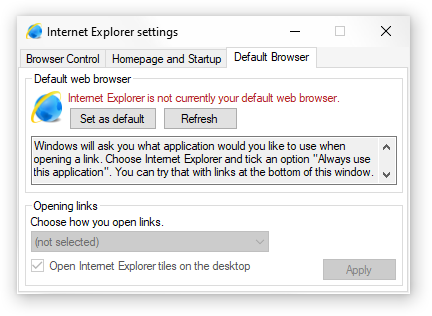 Internet Explorer settings
Browser Control Homepage and Startup Default Browser
Default web browser
Internet Explorer is not currently your default web browser.
Set as default Refresh
Windows will ask you what application would you like to use when
opening a link. Choose Internet Explorer and tick an option "Always use
this application". You can try that with links at the bottom of this window.
Opening links
Choose how you open links.
(not selected)
Open Internet Explorer tiles on the desktop
Apply